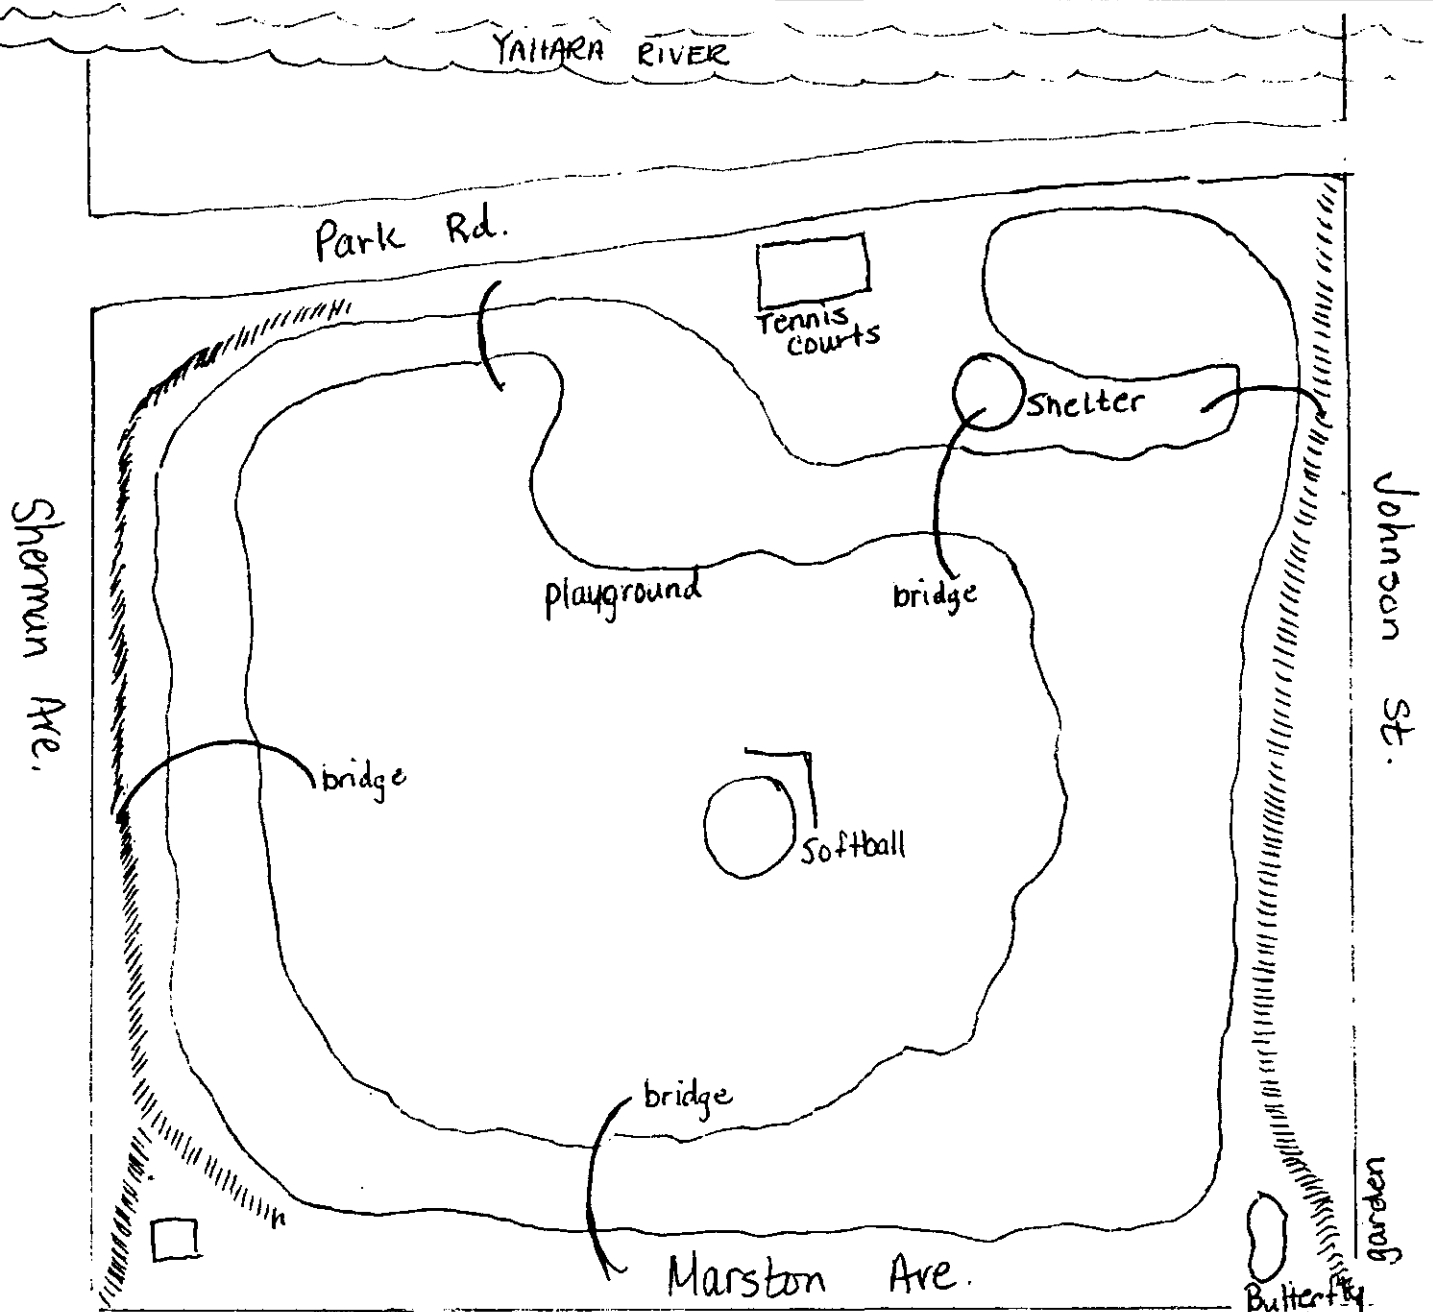 YAHARA RIVER
Park Rd.
Tennis
courts
Shelter
Sherman Ave.
Johnson St.
playground
bridge
bridge
Softball
bridge
Marston Ave.
garden
Butterfly